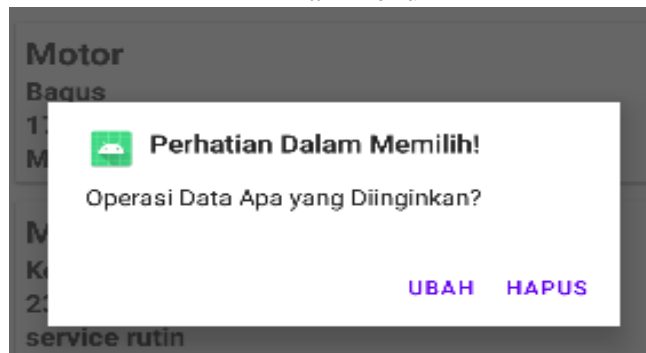 Motor
Bagus
Perhatian Dalam Memilih!
Operasi Data Apa yang Diinginkan?
UBAH HAPUS
service rutin